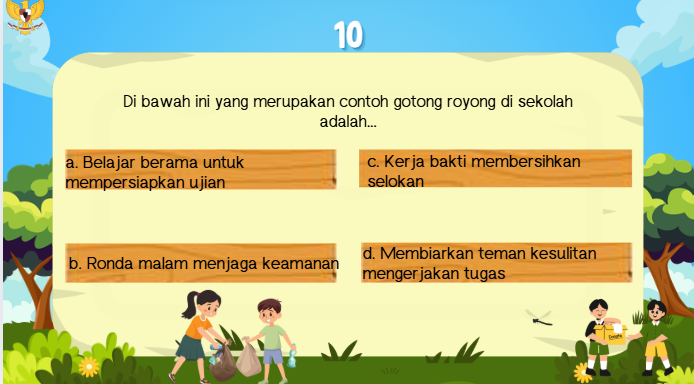 10
Di bawah ini yang merupakan contoh gotong royong di sekolah
adalah...
a. Belajar berama untuk
mempersiapkan ujian
b. Ronda malam menjaga keamanan
c. Kerja bakti membersihkan
selokan
d. Membiarkan teman kesulitan
mengerjakan tugas